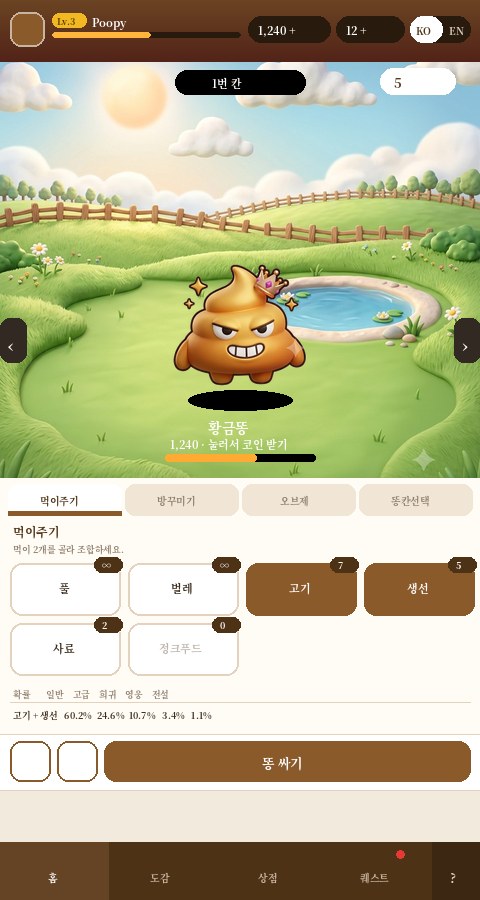 Lv.3 Poopy 1,240 + 12 + KO EN
1번 칸 5
‹ ›
황금똥
1,240 · 눌러서 코인 받기
먹이주기 방꾸미기 오브제 똥칸선택
먹이주기
먹이 2개를 골라 조합하세요.
∞ ∞ 7 5
풀 벌레 고기 생선
2 0
사료 정크푸드
확률 일반 고급 희귀 영웅 전설
고기 + 생선 60.2% 24.6% 10.7% 3.4% 1.1%
똥 싸기
홈 도감 상점 퀘스트 ?